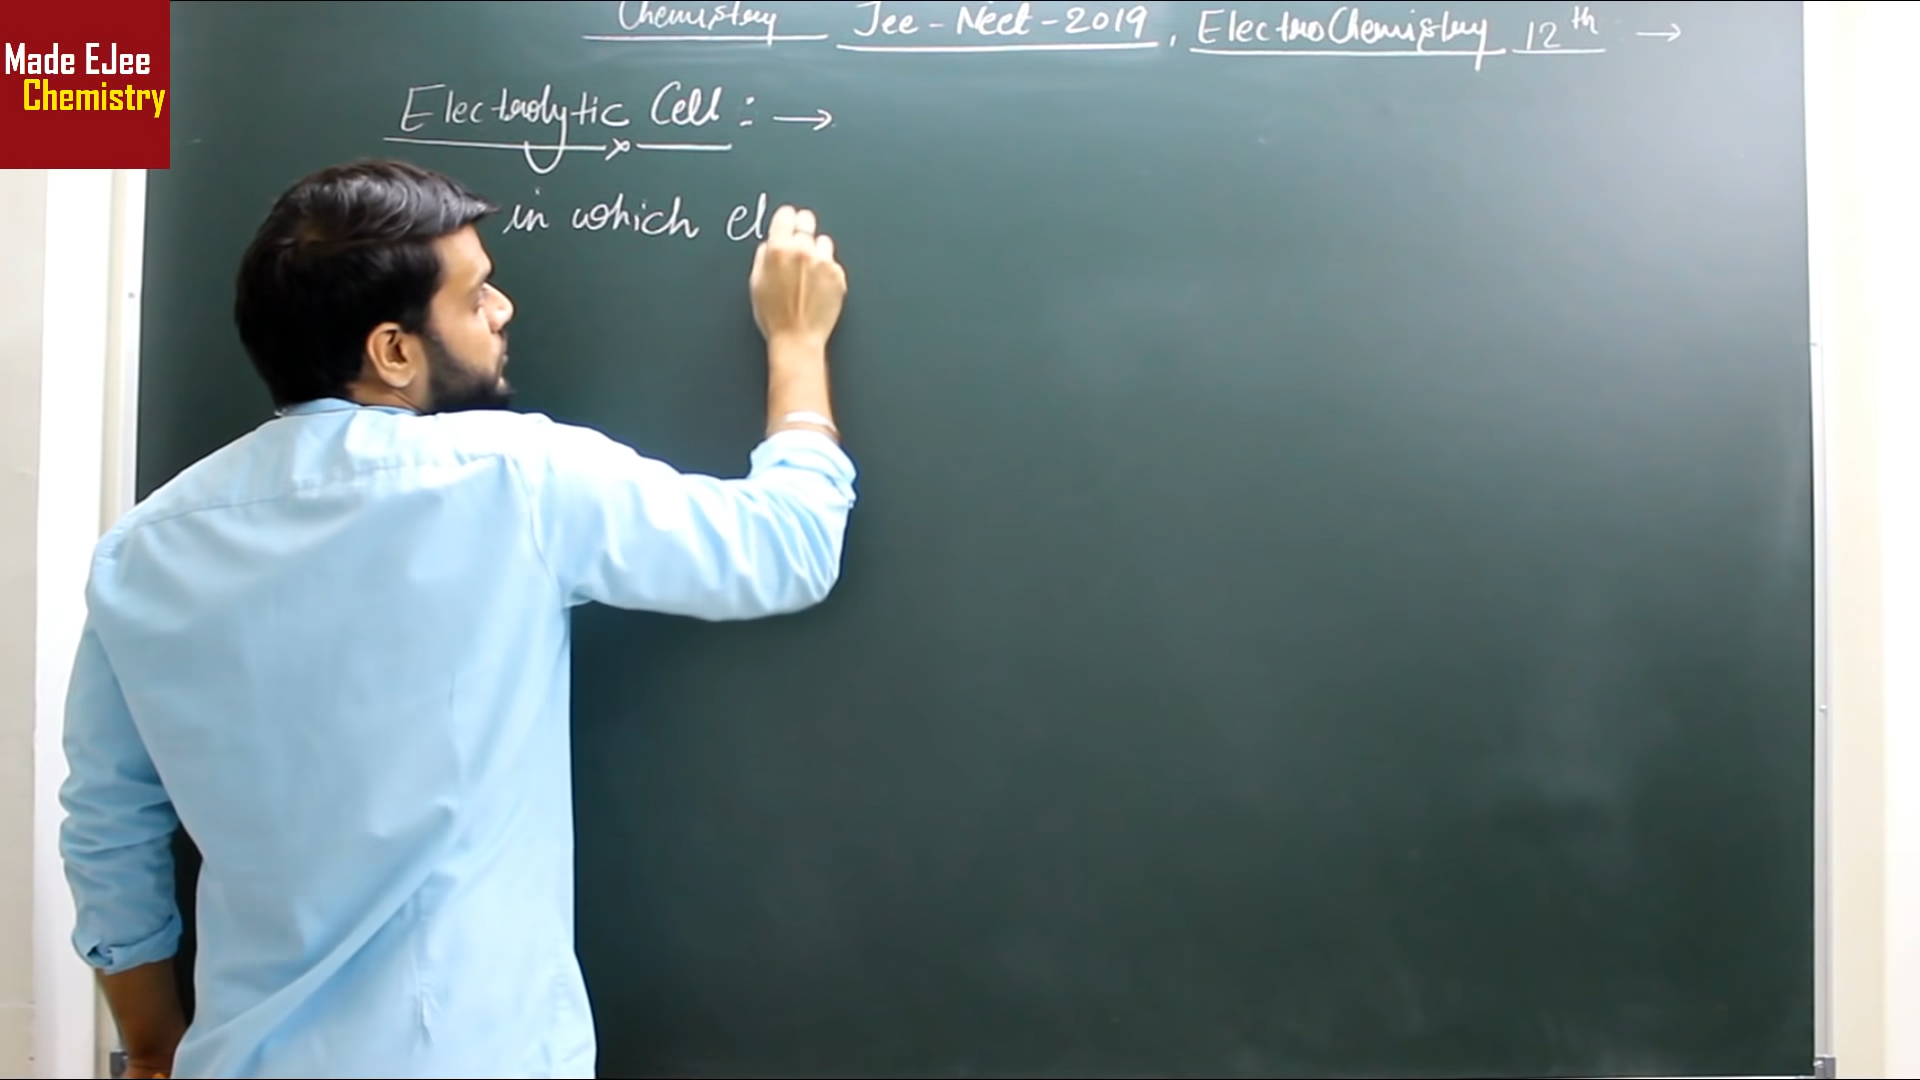 Made EJee
Chemistry
Chemistry Jee-Neet-2019, ElectroChemistry 12th →
Electrolytic Cell : →
in which el